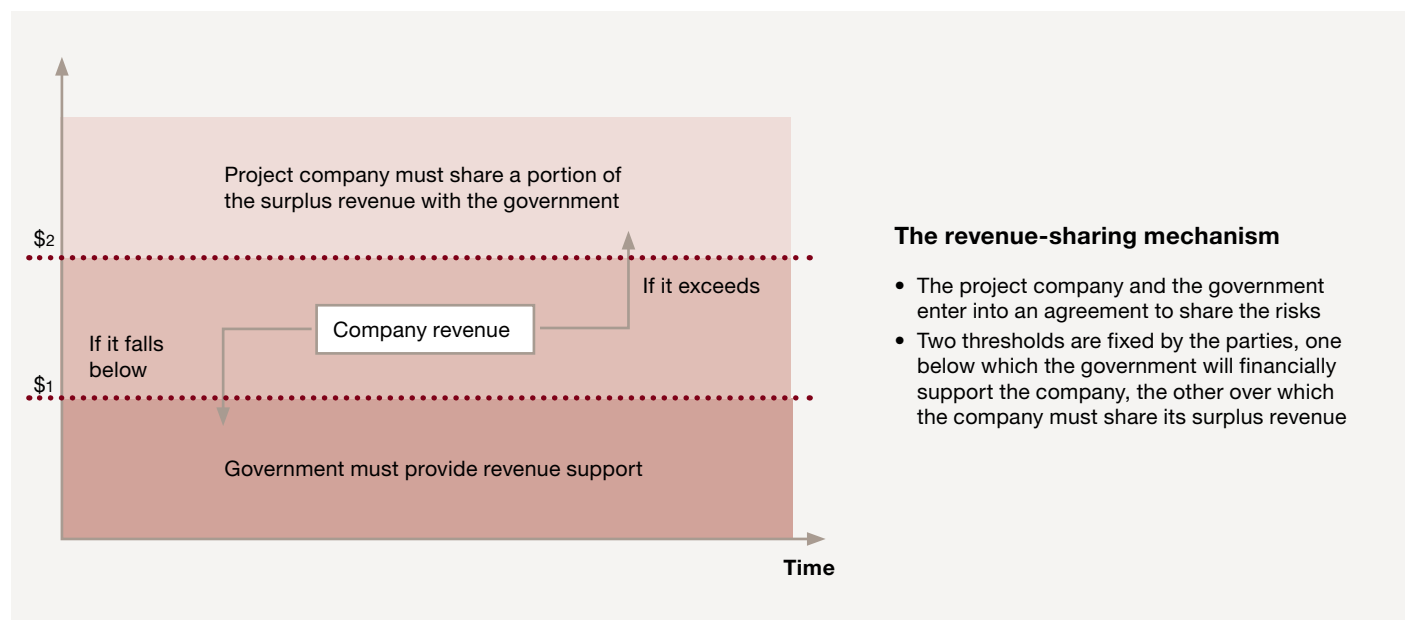 Project company must share a portion of
the surplus revenue with the government
$2
If it exceeds
Company revenue
If it falls
below
$1
Government must provide revenue support
Time
The revenue-sharing mechanism
• The project company and the government
enter into an agreement to share the risks
• Two thresholds are fixed by the parties, one
below which the government will financially
support the company, the other over which
the company must share its surplus revenue